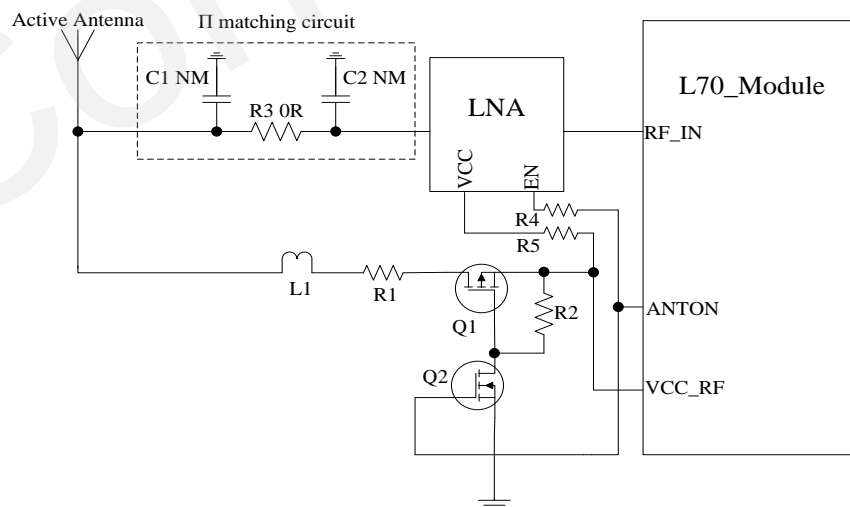 Active Antenna
Π matching circuit
C1 NM
C2 NM
R3 0R
LNA
VCC
EN
L70_Module
RF_IN
R4
R5
L1
R1
Q1
R2
ANTON
Q2
VCC_RF